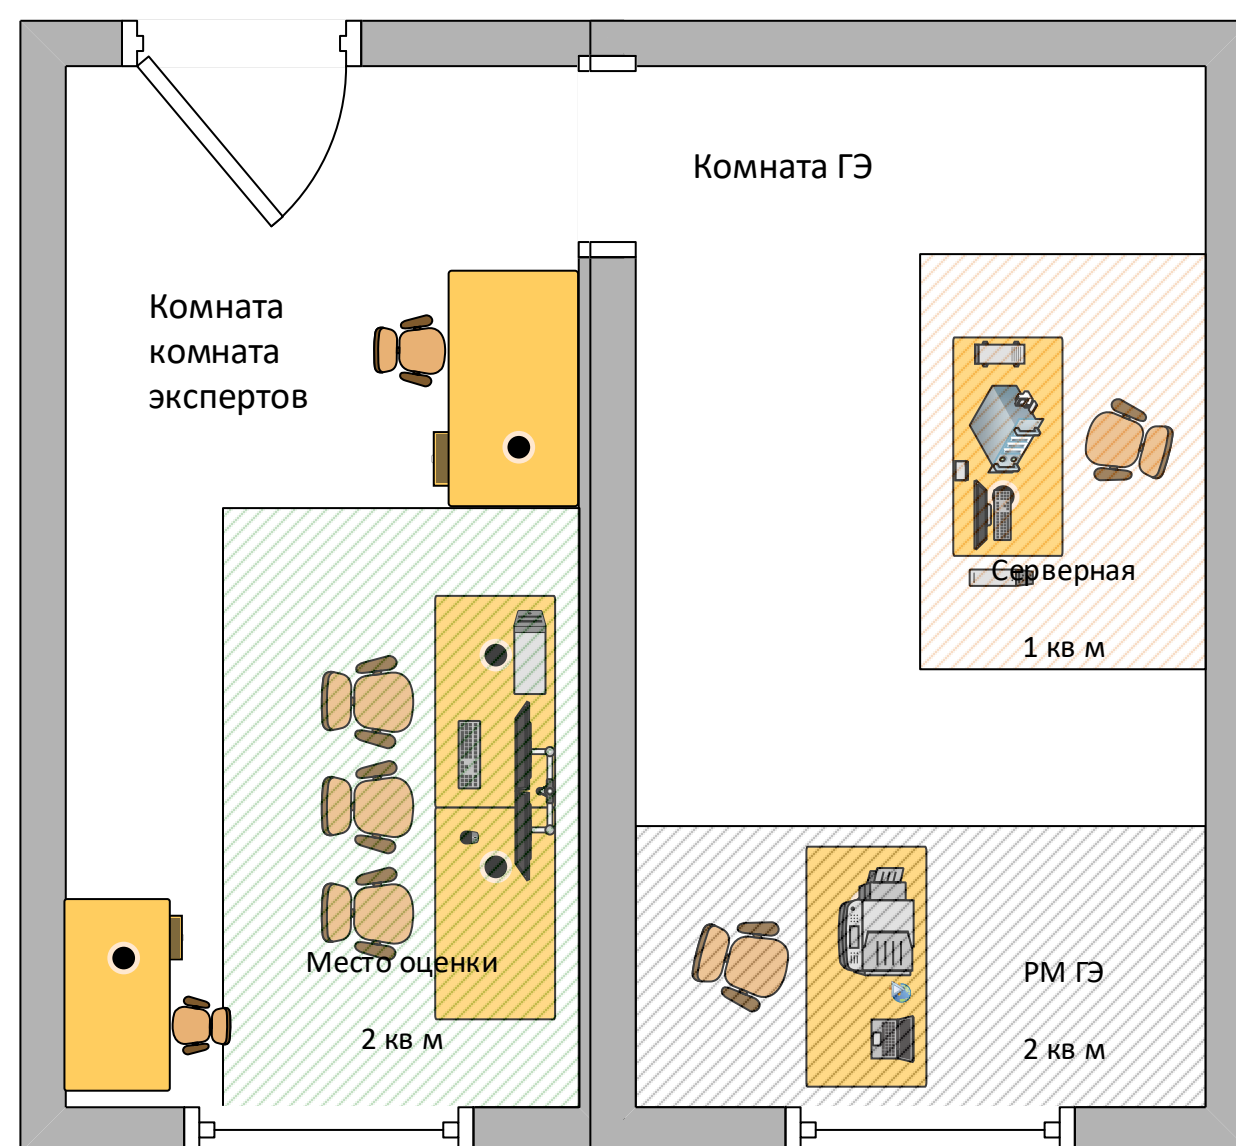 Комната ГЭ
Комната
комната
экспертов
Серверная
1 кв м
Место оценки
2 кв м
РМ ГЭ
2 кв м